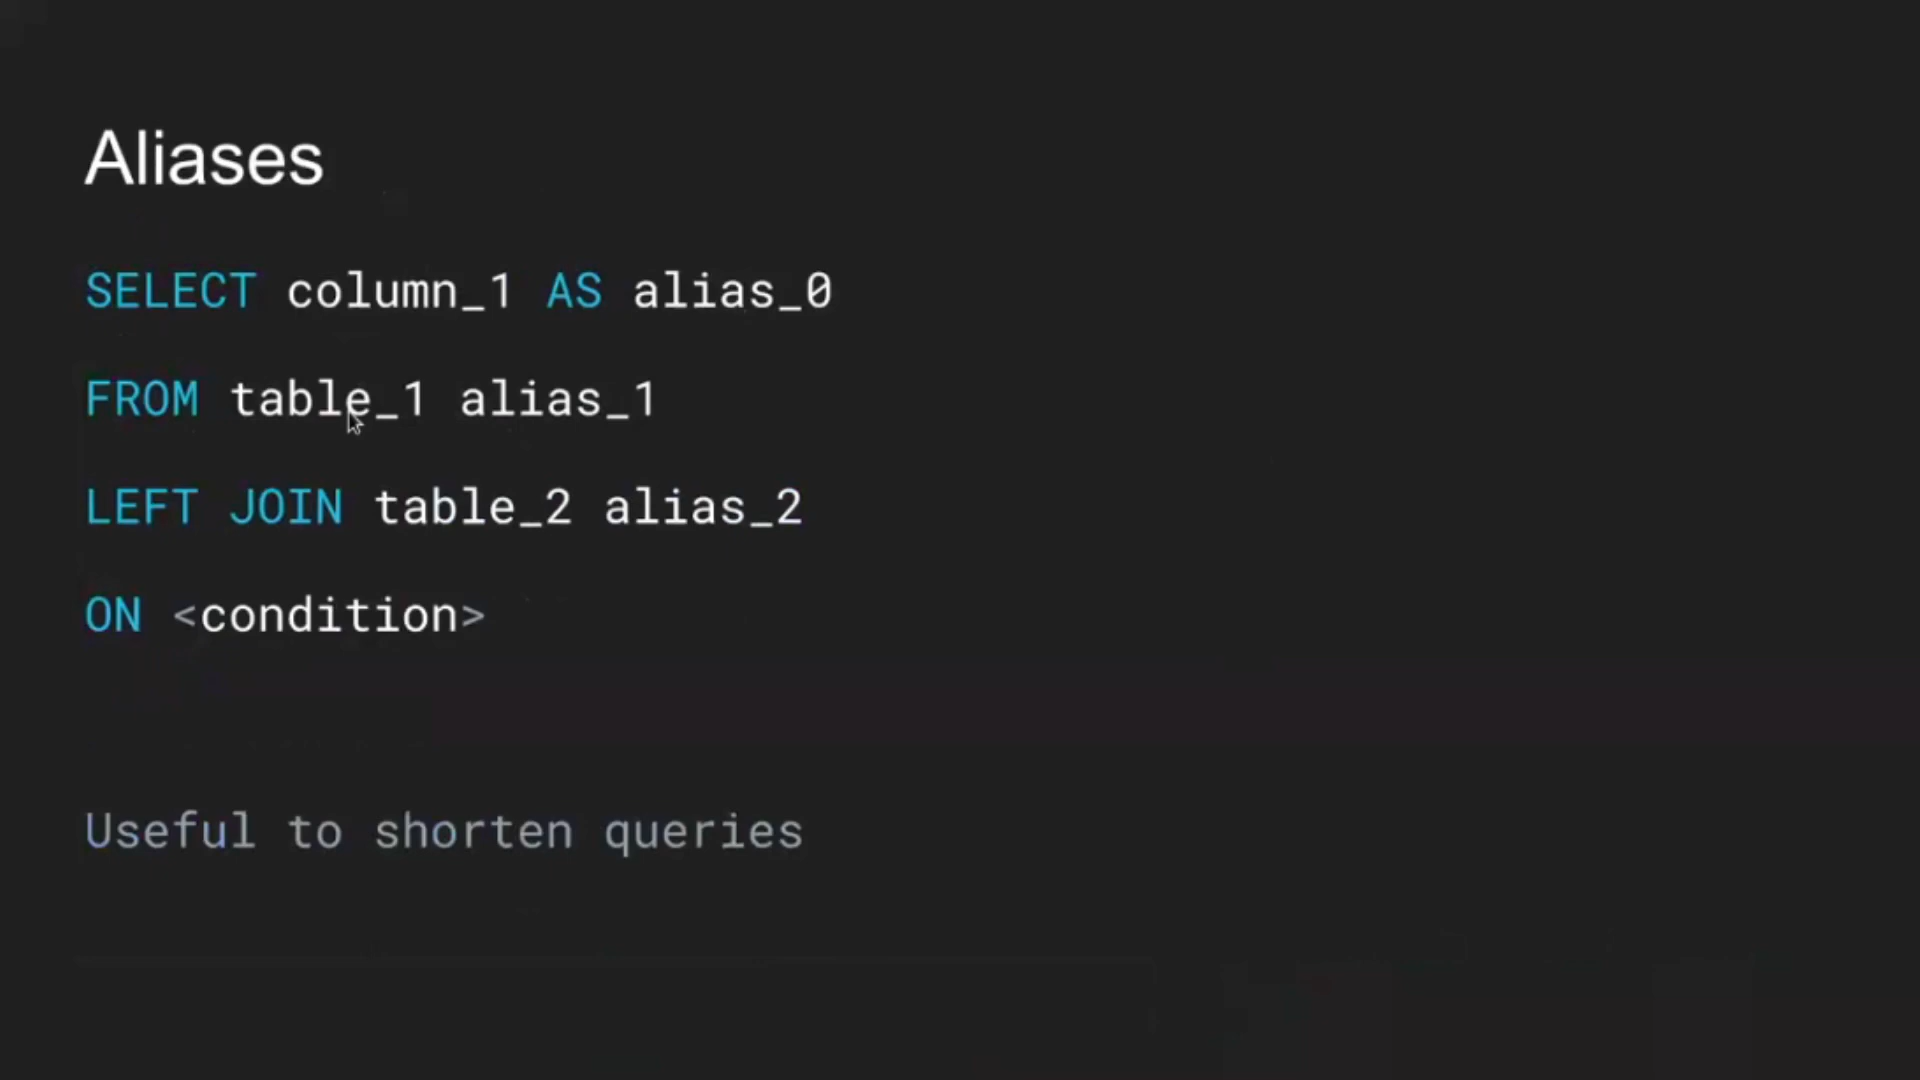 Aliases
SELECT column_1 AS alias_0
FROM table_1 alias_1
LEFT JOIN table_2 alias_2
ON <condition>
Useful to shorten queries